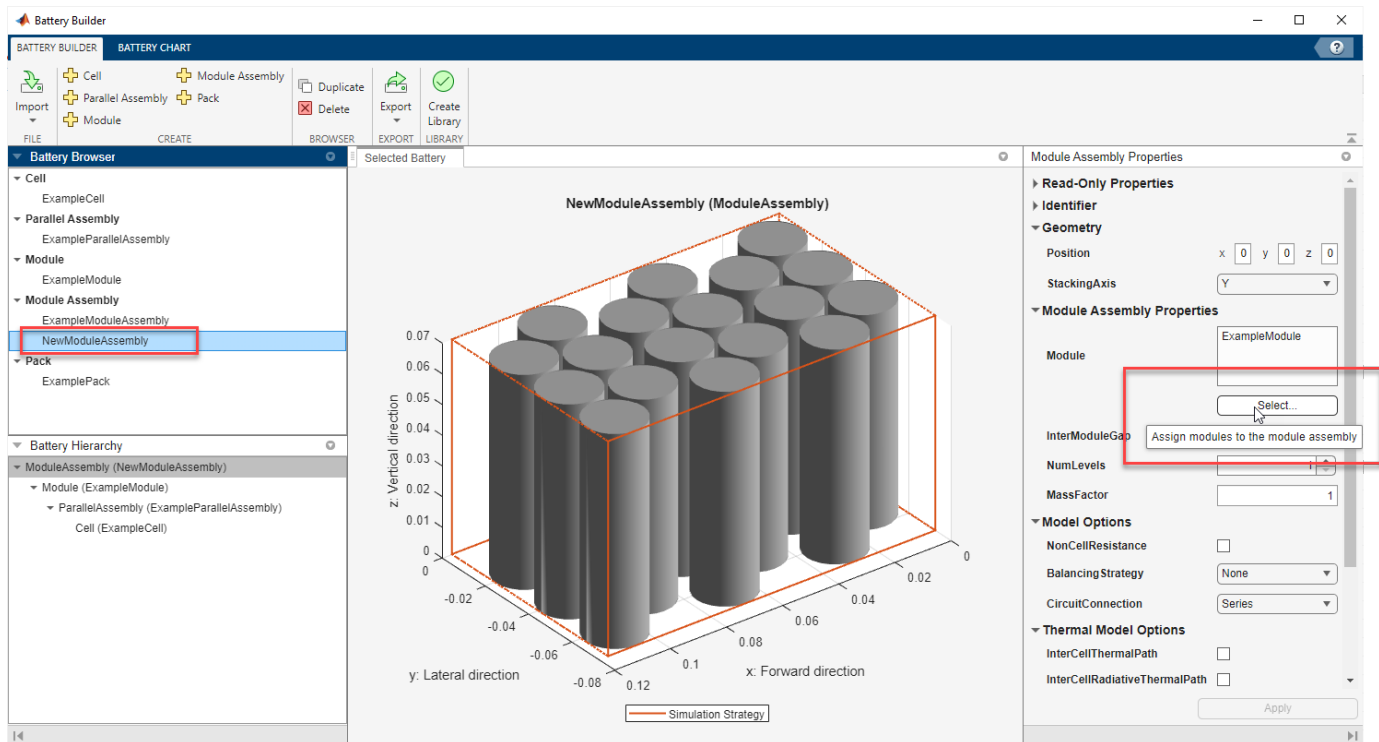 Battery Builder
BATTERY BUILDER BATTERY CHART
?
Import
Cell
Parallel Assembly
Module
Module Assembly
Pack
Duplicate
Delete
Export
Create
Library
FILE CREATE BROWSER EXPORT LIBRARY
Battery Browser
Cell
ExampleCell
Parallel Assembly
ExampleParallelAssembly
Module
ExampleModule
Module Assembly
ExampleModuleAssembly
NewModuleAssembly
Pack
ExamplePack
Battery Hierarchy
ModuleAssembly (NewModuleAssembly)
Module (ExampleModule)
ParallelAssembly (ExampleParallelAssembly)
Cell (ExampleCell)
Selected Battery
NewModuleAssembly (ModuleAssembly)
z: Vertical direction
0.07
0.06
0.05
0.04
0.03
0.02
0.01
0
0
-0.02
-0.04
-0.06
-0.08
y: Lateral direction
0.12
0.1
0.08
0.06
0.04
0.02
0
x: Forward direction
Simulation Strategy
Module Assembly Properties
Read-Only Properties
Identifier
Geometry
Position x 0 y 0 z 0
StackingAxis Y
Module Assembly Properties
Module ExampleModule
Select...
InterModuleGap
Assign modules to the module assembly
NumLevels 1
MassFactor 1
Model Options
NonCellResistance
BalancingStrategy None
CircuitConnection Series
Thermal Model Options
InterCellThermalPath
InterCellRadiativeThermalPath
Apply